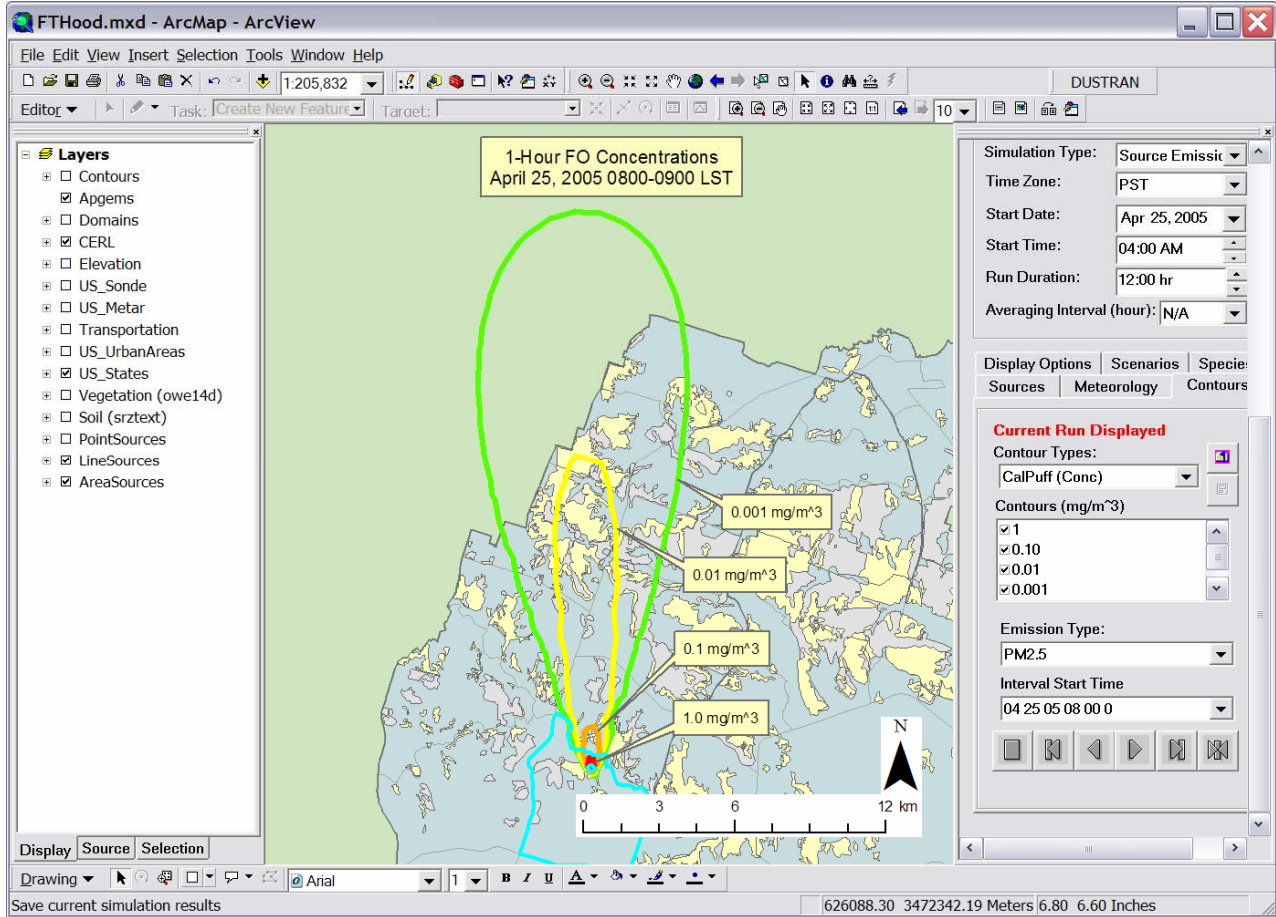 FTHood.mxd - ArcMap - ArcView
File Edit View Insert Selection Tools Window Help
1:205,832
DUSTRAN
Editor
Task: Create New Feature
Target:
10
Layers
Contours
Apgems
Domains
CERL
Elevation
US_Sonde
US_Metar
Transportation
US_UrbanAreas
US_States
Vegetation (owe14d)
Soil (srztext)
PointSources
LineSources
AreaSources
Display Source Selection
1-Hour FO Concentrations
April 25, 2005 0800-0900 LST
0.001 mg/m^3
0.01 mg/m^3
0.1 mg/m^3
1.0 mg/m^3
N
0 3 6 12 km
Simulation Type: Source Emissic
Time Zone: PST
Start Date: Apr 25, 2005
Start Time: 04:00 AM
Run Duration: 12:00 hr
Averaging Interval (hour): N/A
Display Options Scenarios Specie
Sources Meteorology Contours
Current Run Displayed
Contour Types:
CalPuff (Conc)
Contours (mg/m^3)
1
0.10
0.01
0.001
Emission Type:
PM2.5
Interval Start Time
04 25 05 08 00 0
Drawing Arial 1 B I U A
Save current simulation results
626088.30 3472342.19 Meters 6.80 6.60 Inches